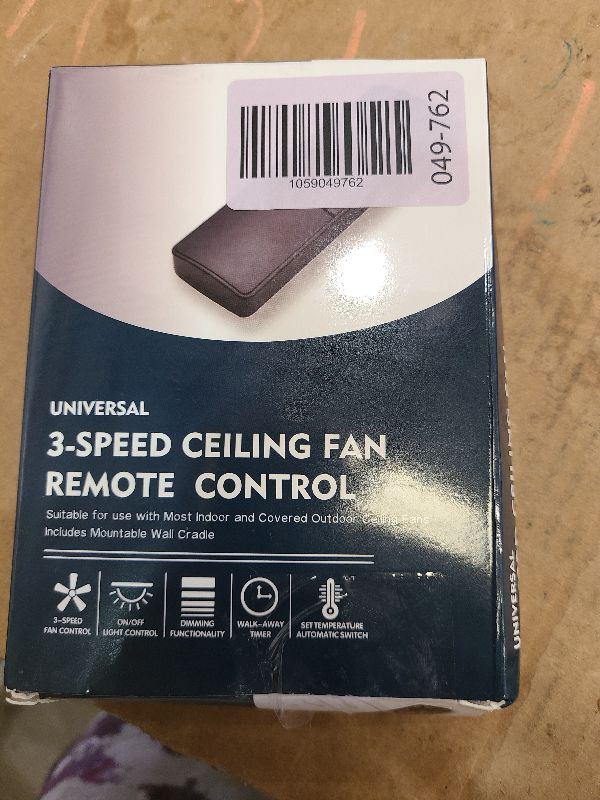 1059049762
049-762
UNIVERSAL
3-SPEED CEILING FAN
REMOTE CONTROL
Suitable for use with Most Indoor and Covered Outdoor Ceiling Fans
Includes Mountable Wall Cradle
3-SPEED
FAN CONTROL
ON/OFF
LIGHT CONTROL
DIMMING
FUNCTIONALITY
WALK-AWAY
TIMER
SET TEMPERATURE
AUTOMATIC SWITCH
UNIVERSAL